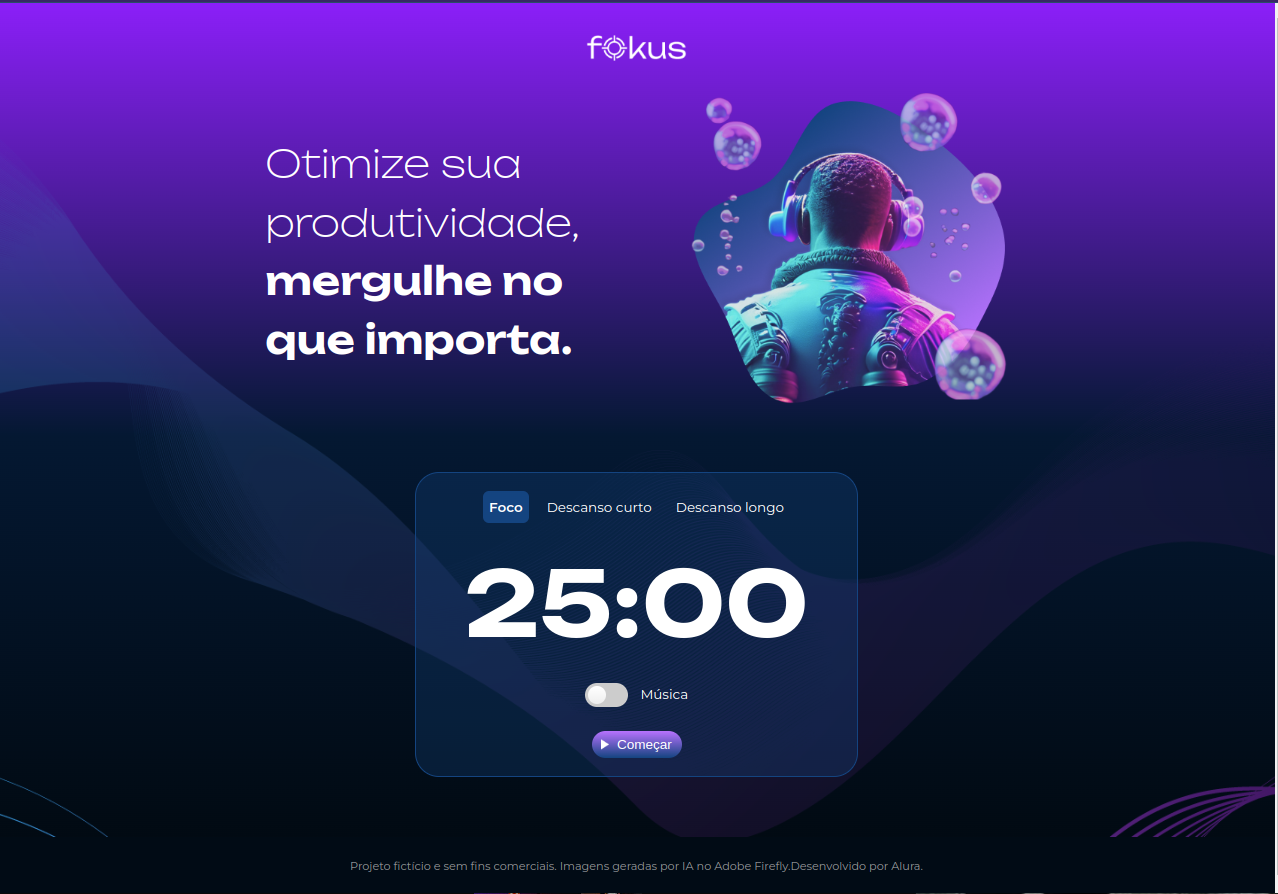 fokus
Otimize sua
produtividade,
mergulhe no
que importa.
Foco Descanso curto Descanso longo
25:00
Música
Começar
Projeto fictício e sem fins comerciais. Imagens geradas por IA no Adobe Firefly.Desenvolvido por Alura.